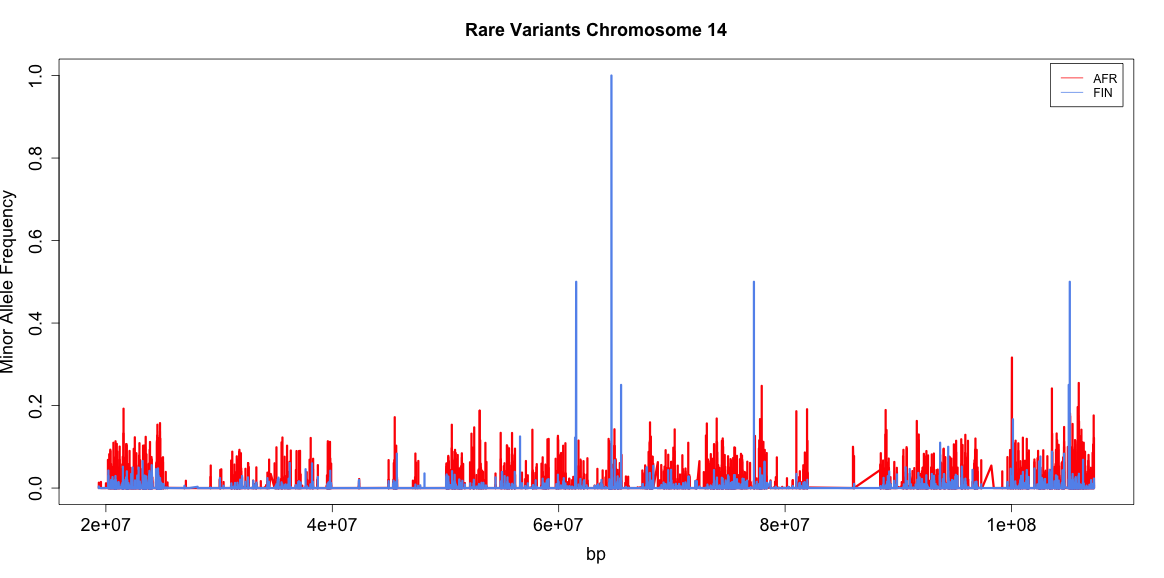 Rare Variants Chromosome 14
AFR
FIN
Minor Allele Frequency
1.0
0.8
0.6
0.4
0.2
0.0
2e+07 4e+07 6e+07 8e+07 1e+08
bp